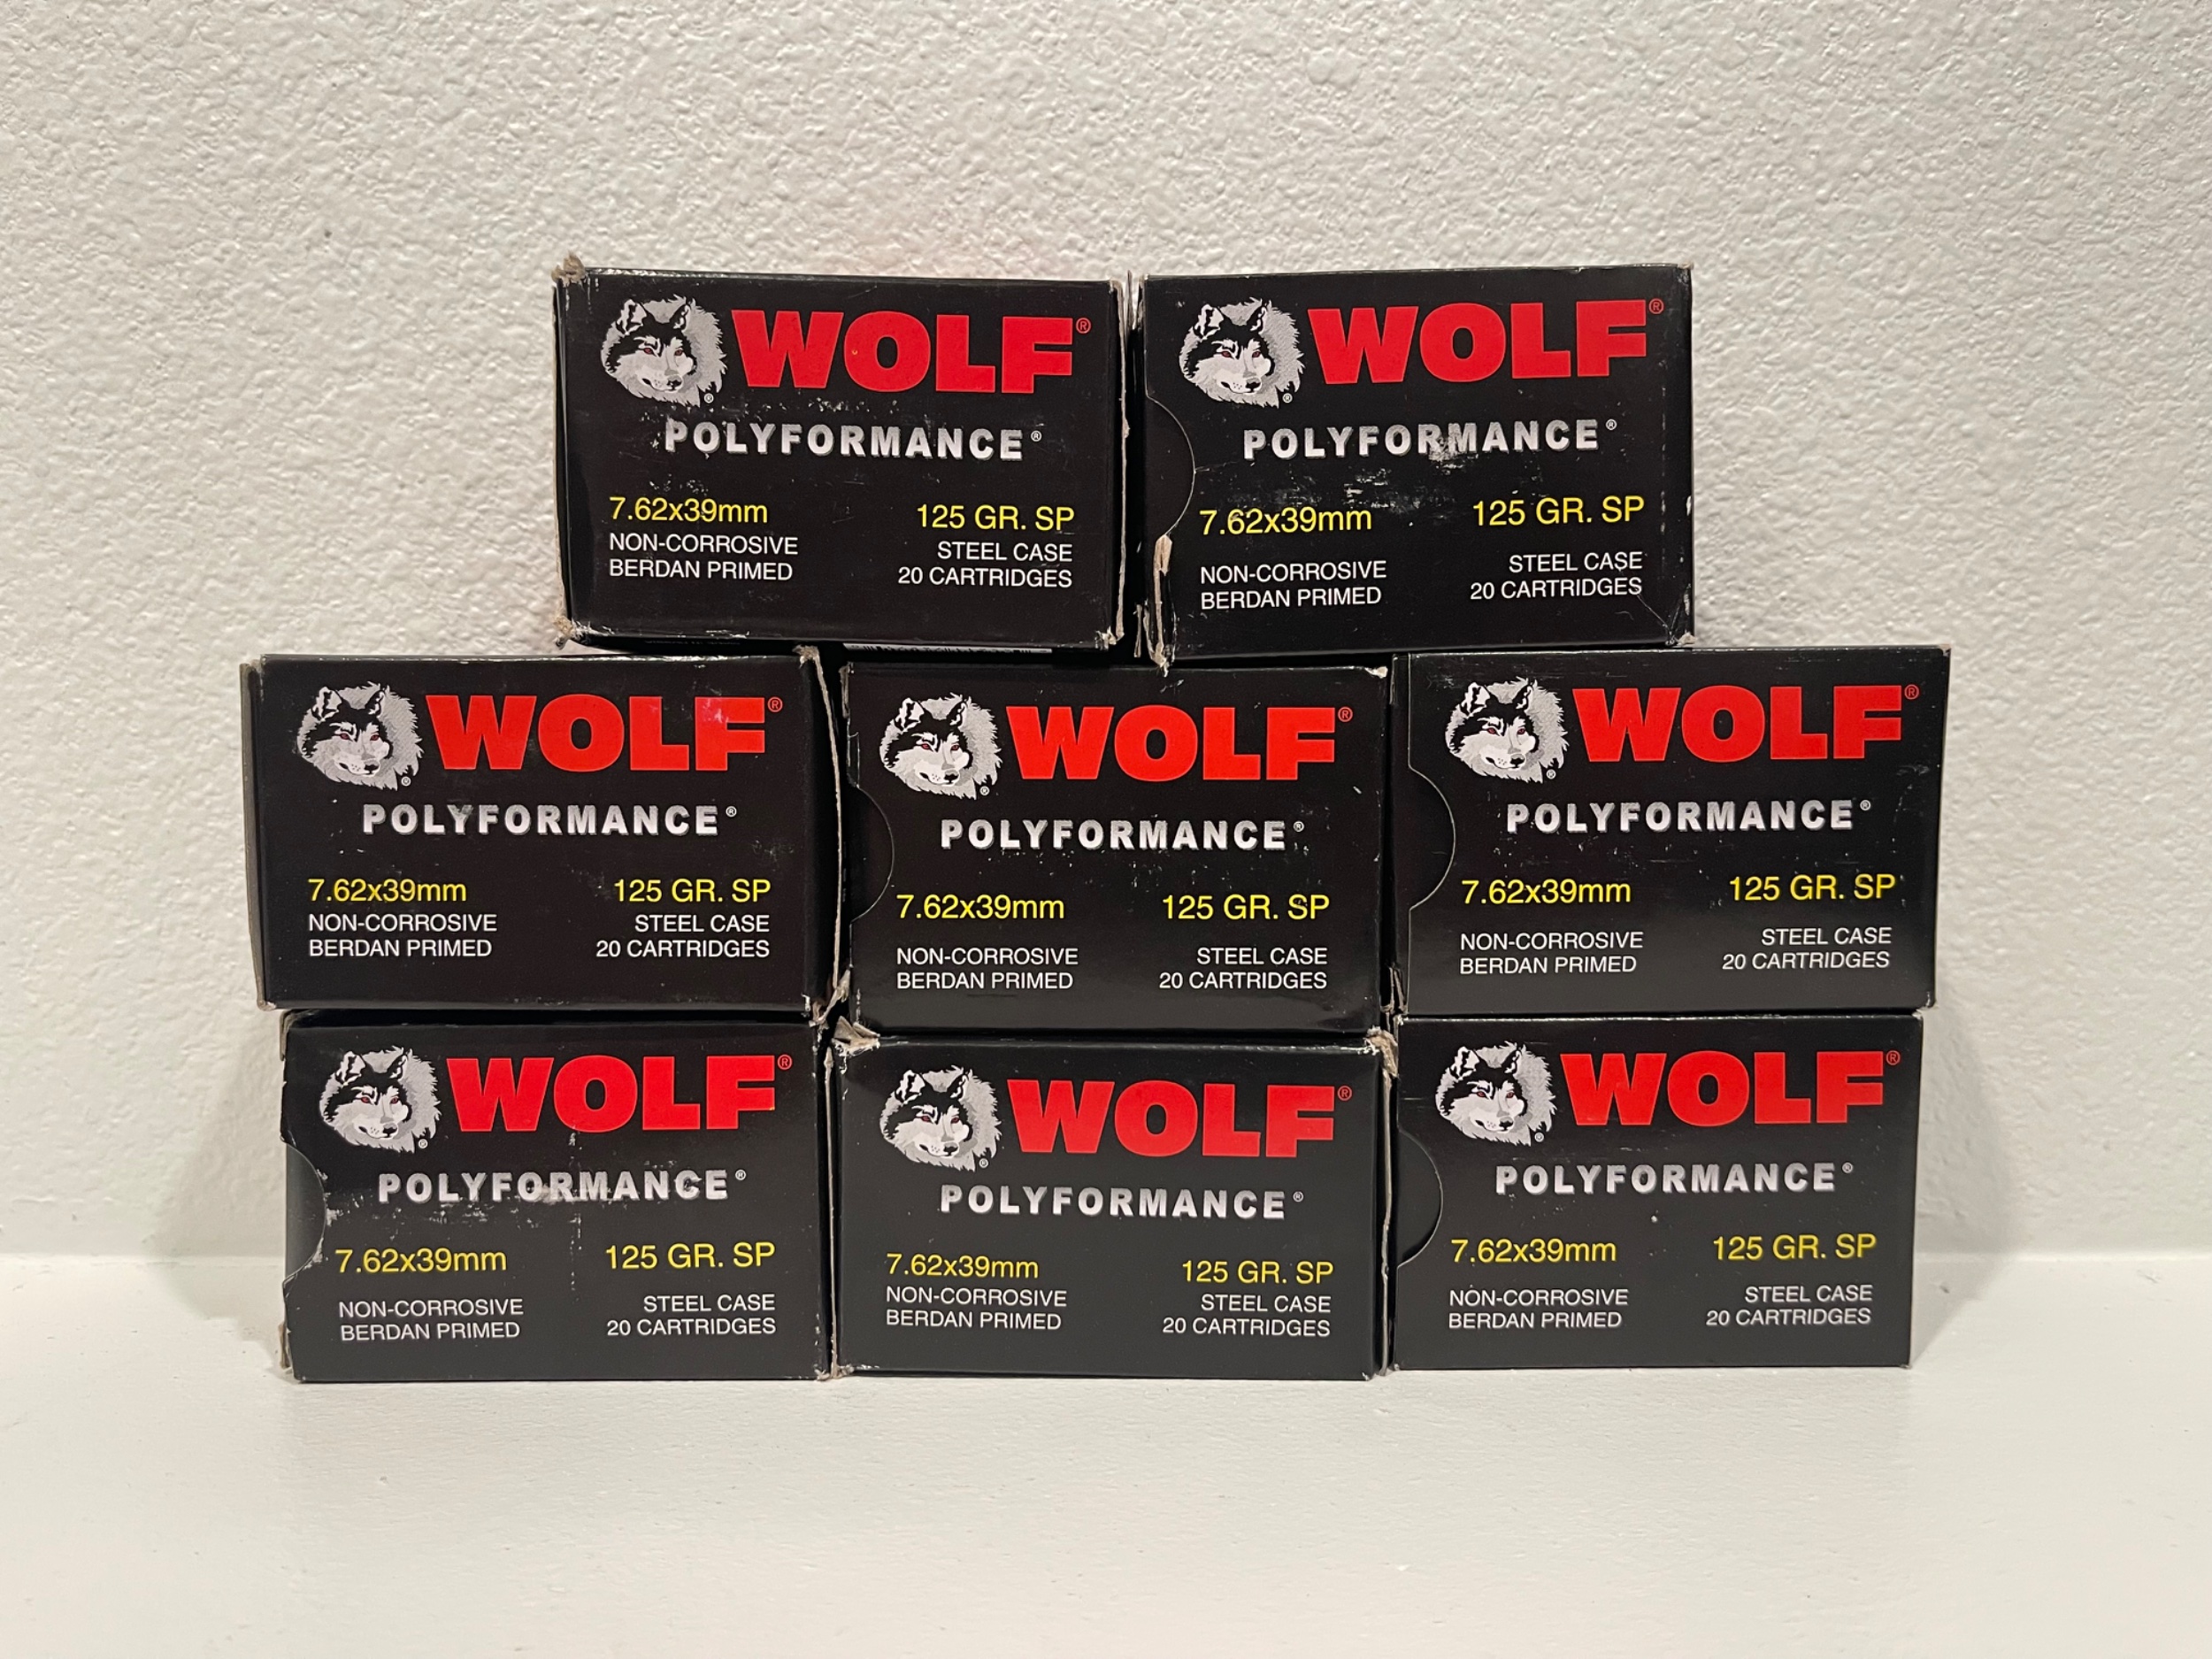 WOLF®
POLYFORMANCE®
7.62x39mm 125 GR. SP
NON-CORROSIVE STEEL CASE
BERDAN PRIMED 20 CARTRIDGES
WOLF®
POLYFORMANCE®
7.62x39mm 125 GR. SP
NON-CORROSIVE STEEL CASE
BERDAN PRIMED 20 CARTRIDGES
WOLF®
POLYFORMANCE®
7.62x39mm 125 GR. SP
NON-CORROSIVE STEEL CASE
BERDAN PRIMED 20 CARTRIDGES
WOLF®
POLYFORMANCE®
7.62x39mm 125 GR. SP
NON-CORROSIVE STEEL CASE
BERDAN PRIMED 20 CARTRIDGES
WOLF®
POLYFORMANCE®
7.62x39mm 125 GR. SP
NON-CORROSIVE STEEL CASE
BERDAN PRIMED 20 CARTRIDGES
WOLF®
POLYFORMANCE®
7.62x39mm 125 GR. SP
NON-CORROSIVE STEEL CASE
BERDAN PRIMED 20 CARTRIDGES
WOLF®
POLYFORMANCE®
7.62x39mm 125 GR. SP
NON-CORROSIVE STEEL CASE
BERDAN PRIMED 20 CARTRIDGES
WOLF®
POLYFORMANCE®
7.62x39mm 125 GR. SP
NON-CORROSIVE STEEL CASE
BERDAN PRIMED 20 CARTRIDGES